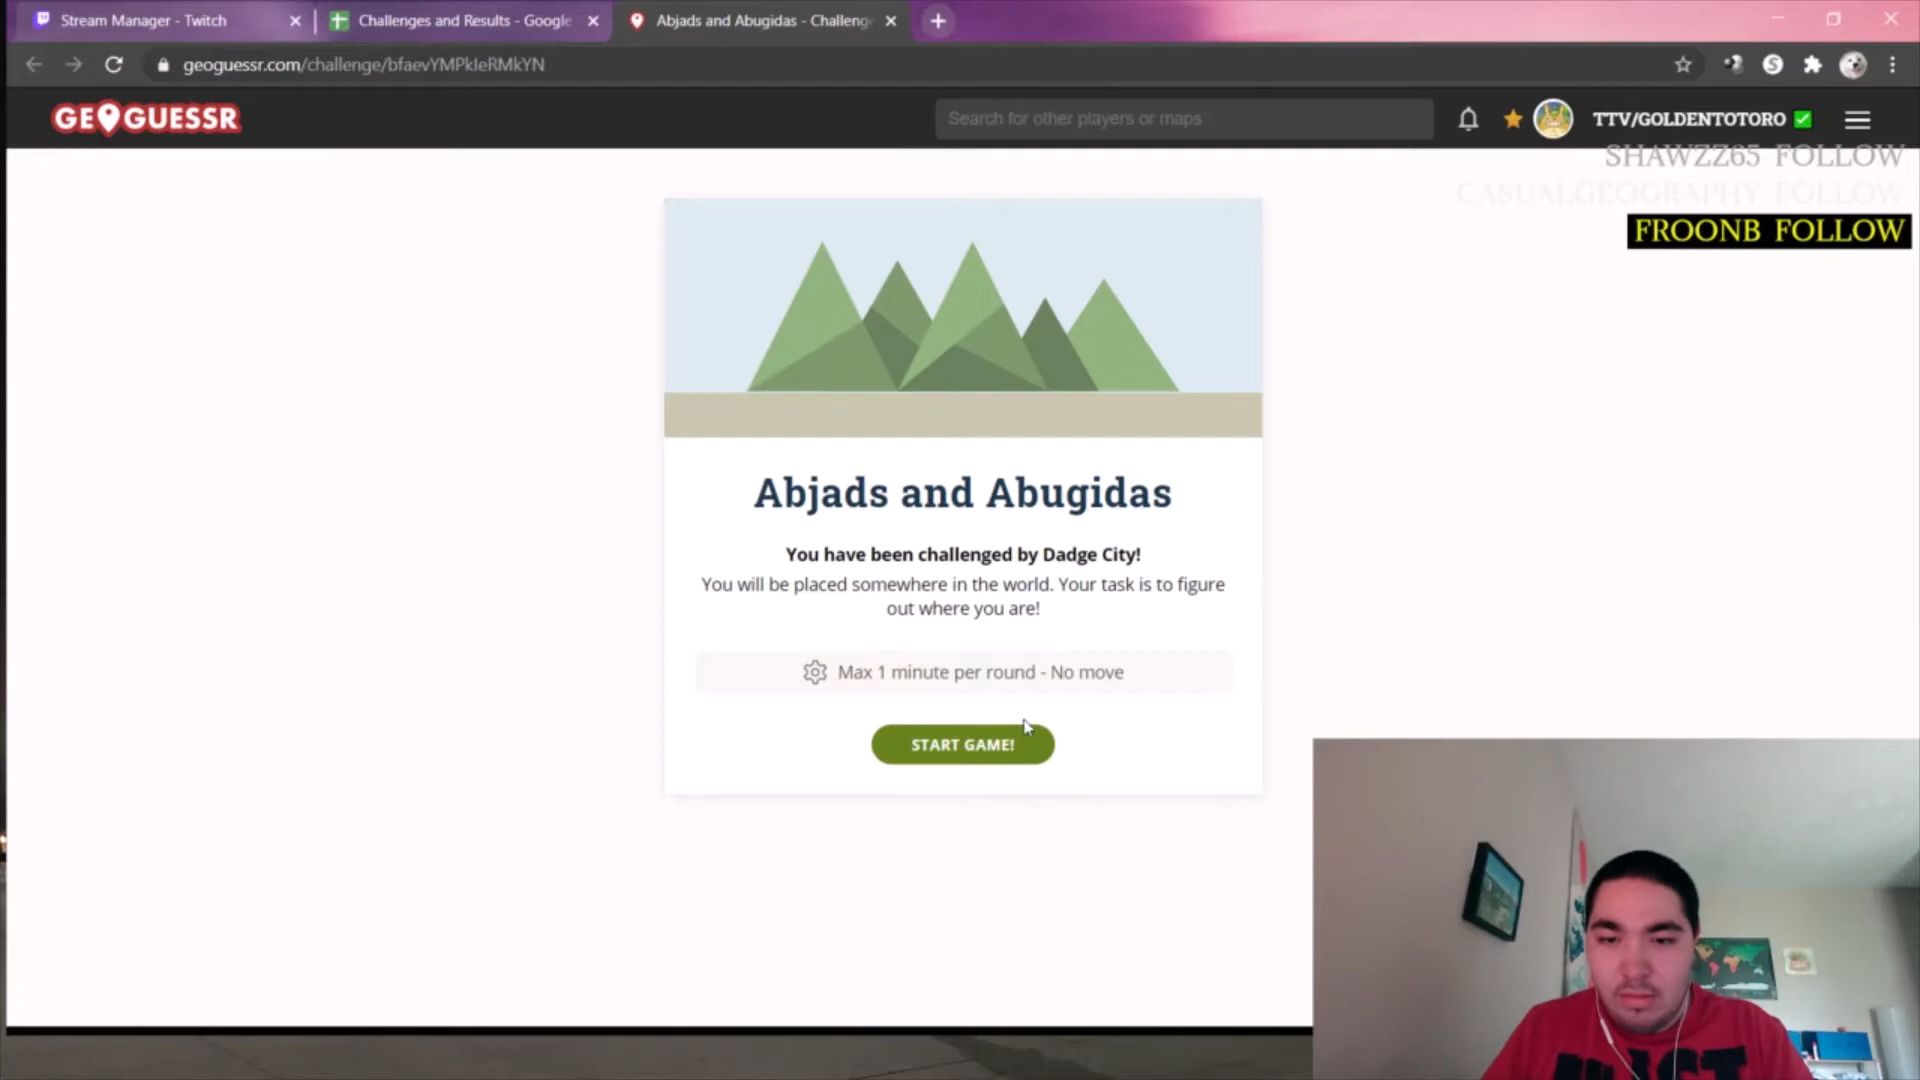 Stream Manager - Twitch
Challenges and Results - Google
Abjads and Abugidas - Challeng
geoguessr.com/challenge/bfaevYMPkIeRMkYN
GEOGUESSR
Search for other players or maps
TTV/GOLDENTOTORO
SHAWZZ65 FOLLOW
CASUALGEOGRAPHY FOLLOW
FROONB FOLLOW
Abjads and Abugidas
You have been challenged by Dadge City!
You will be placed somewhere in the world. Your task is to figure
out where you are!
Max 1 minute per round - No move
START GAME!